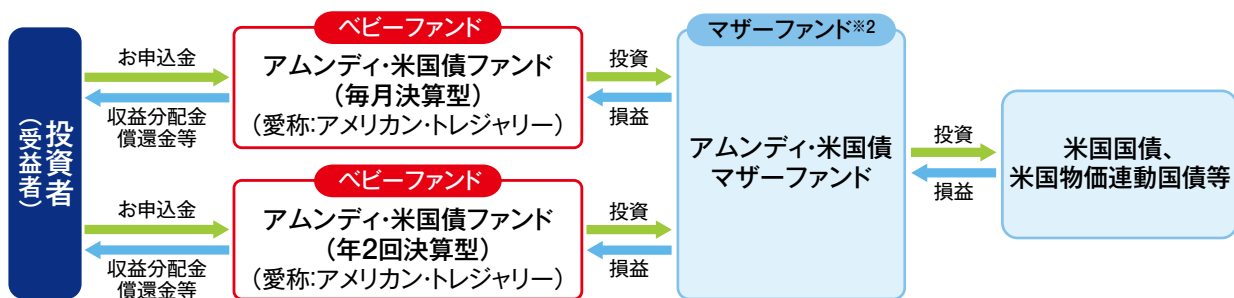 投資者
（受益者）
お申込金
収益分配金
償還金等
ベビーファンド
アムンディ・米国債ファンド
（毎月決算型）
（愛称：アメリカン・トレジャリー）
投資
損益
お申込金
収益分配金
償還金等
ベビーファンド
アムンディ・米国債ファンド
（年2回決算型）
（愛称：アメリカン・トレジャリー）
投資
損益
マザーファンド※2
アムンディ・米国債
マザーファンド
投資
損益
米国国債、
米国物価連動国債等